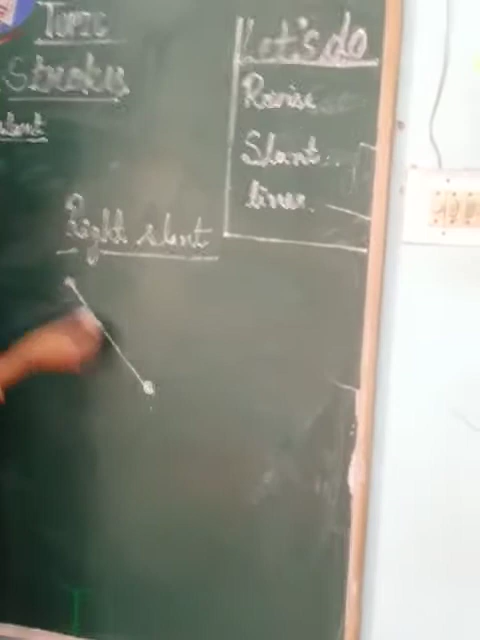 Topic
Strokes
slant
Right slant
Let's do
Revise
Slant
lines